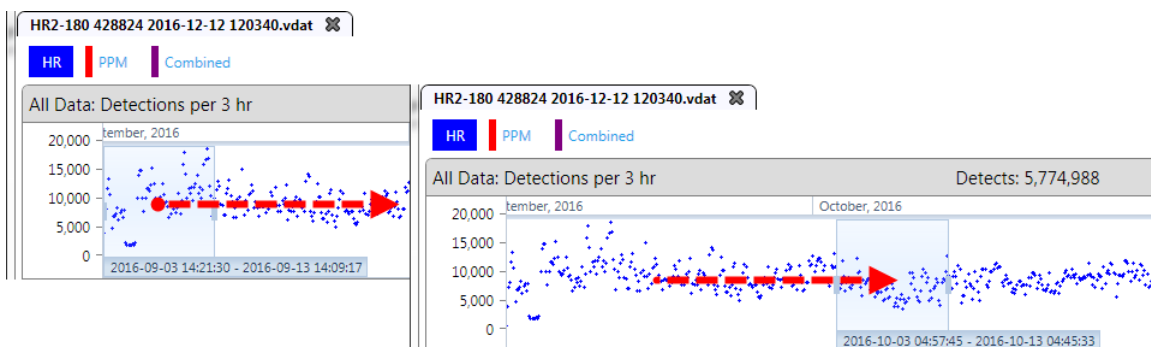 HR2-180 428824 2016-12-12 120340.vdat
HR PPM Combined
All Data: Detections per 3 hr
tember, 2016
20,000
15,000
10,000
5,000
0
2016-09-03 14:21:30 - 2016-09-13 14:09:17
HR2-180 428824 2016-12-12 120340.vdat
HR PPM Combined
All Data: Detections per 3 hr Detects: 5,774,988
tember, 2016 October, 2016
20,000
15,000
10,000
5,000
0
2016-10-03 04:57:45 - 2016-10-13 04:45:33